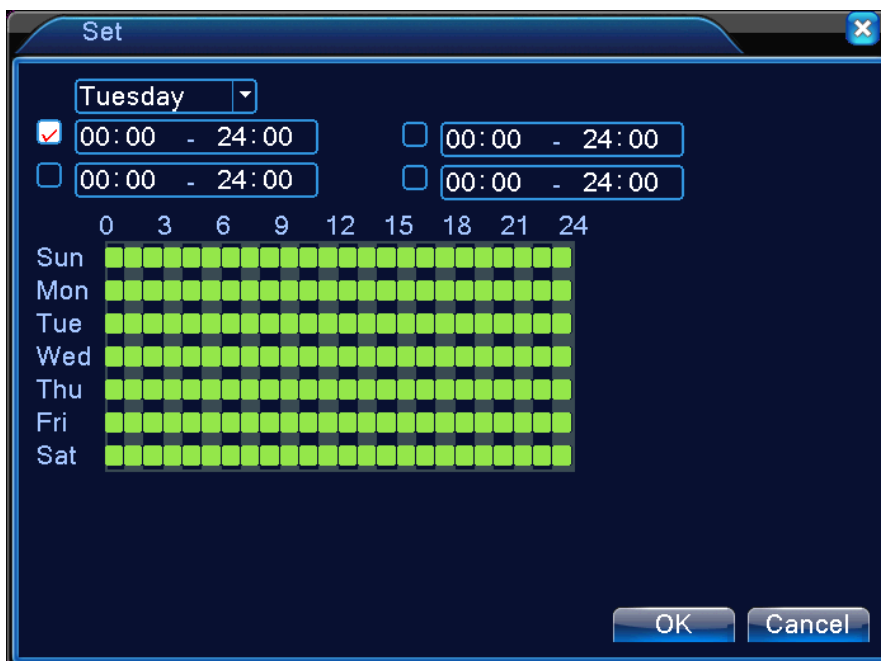 Set
Tuesday
00:00 - 24:00 00:00 - 24:00
00:00 - 24:00 00:00 - 24:00
0 3 6 9 12 15 18 21 24
Sun
Mon
Tue
Wed
Thu
Fri
Sat
OK Cancel